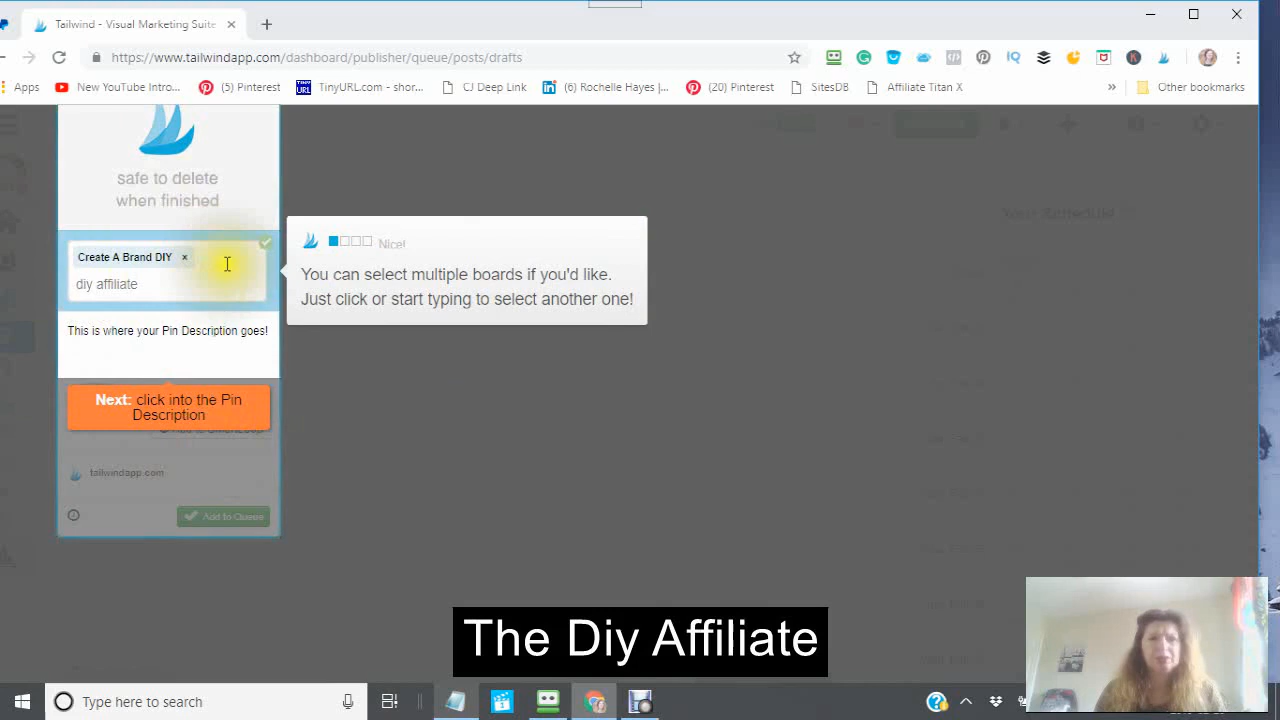 Tailwind - Visual Marketing Suite
https://www.tailwindapp.com/dashboard/publisher/queue/posts/drafts
Apps
New YouTube Intro...
(5) Pinterest
TinyURL.com - shor...
CJ Deep Link
(6) Rochelle Hayes |...
(20) Pinterest
SitesDB
Affiliate Titan X
»
Other bookmarks
safe to delete
when finished
Create A Brand DIY ×
diy affiliate
Nice!
You can select multiple boards if you'd like.
Just click or start typing to select another one!
This is where your Pin Description goes!
Next: click into the Pin
Description
tailwindapp.com
Add to Queue
Your Schedule
The Diy Affiliate
Type here to search